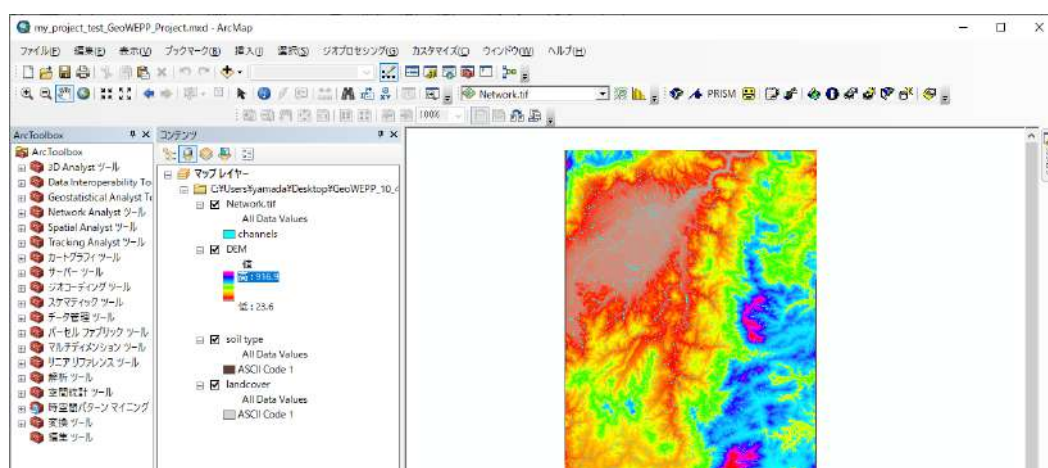 my_project_test_GeoWEPP_Project.mxd - ArcMap
ファイル(F) 編集(E) 表示(V) ブックマーク(B) 挿入(I) 選択(S) ジオプロセシング(G) カスタマイズ(C) ウィンドウ(W) ヘルプ(H)
Network.tif
PRISM
100%
ArcToolbox
ArcToolbox
3D Analyst ツール
Data Interoperability To
Geostatistical Analyst
Network Analyst ツール
Spatial Analyst ツール
Tracking Analyst ツール
カートグラフィ ツール
サーバー ツール
ジオコーディング ツール
スケマティック ツール
データ管理 ツール
パーセル ファブリック ツール
マルチディメンション ツール
リニア リファレンス ツール
解析 ツール
空間統計 ツール
時空間パターン マイニング
変換 ツール
編集 ツール
コンテンツ
マップ レイヤー
C:¥Users¥yamada¥Desktop¥GeoWEPP_10_4
Network.tif
All Data Values
channels
DEM
値
高 : 916.9
低 : 23.6
soil type
All Data Values
ASCII Code 1
landcover
All Data Values
ASCII Code 1